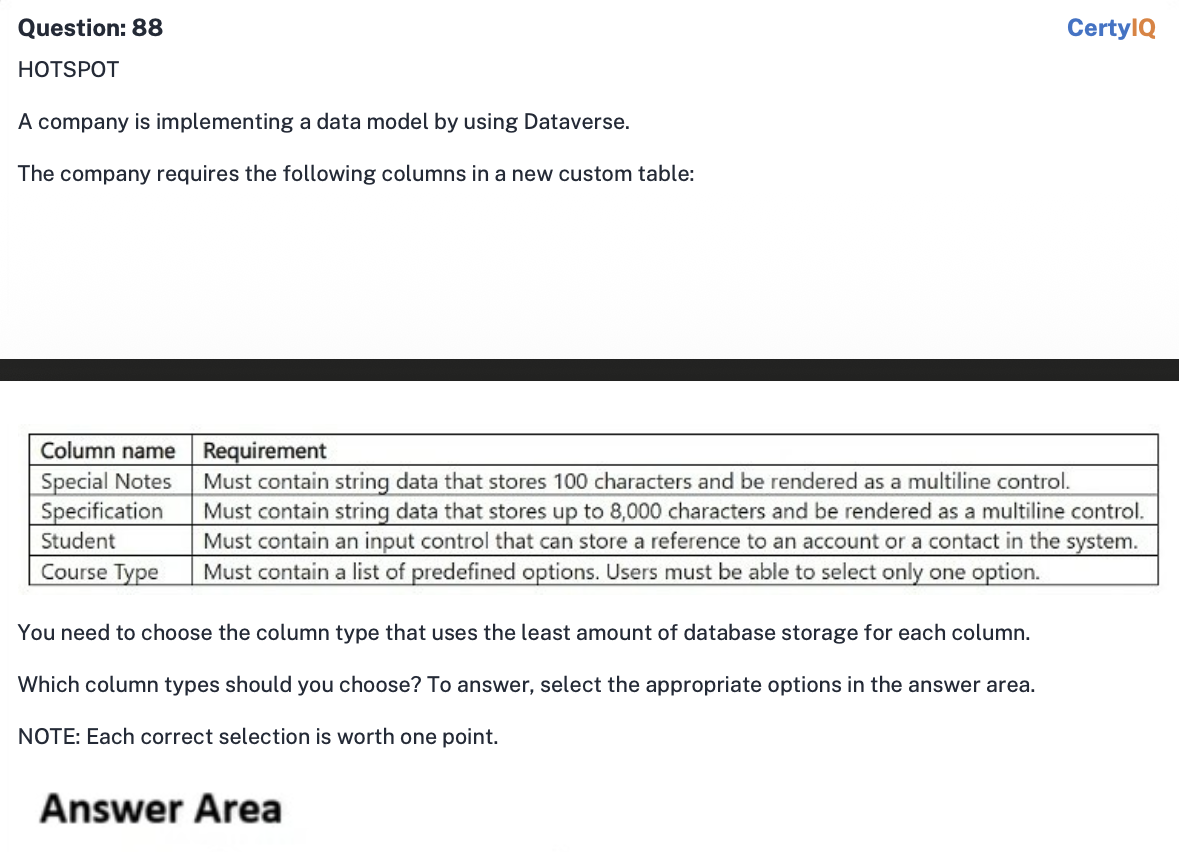 Question: 88
CertyIQ
HOTSPOT
A company is implementing a data model by using Dataverse.
The company requires the following columns in a new custom table:
Column name Requirement
Special Notes Must contain string data that stores 100 characters and be rendered as a multiline control.
Specification Must contain string data that stores up to 8,000 characters and be rendered as a multiline control.
Student Must contain an input control that can store a reference to an account or a contact in the system.
Course Type Must contain a list of predefined options. Users must be able to select only one option.
You need to choose the column type that uses the least amount of database storage for each column.
Which column types should you choose? To answer, select the appropriate options in the answer area.
NOTE: Each correct selection is worth one point.
Answer Area